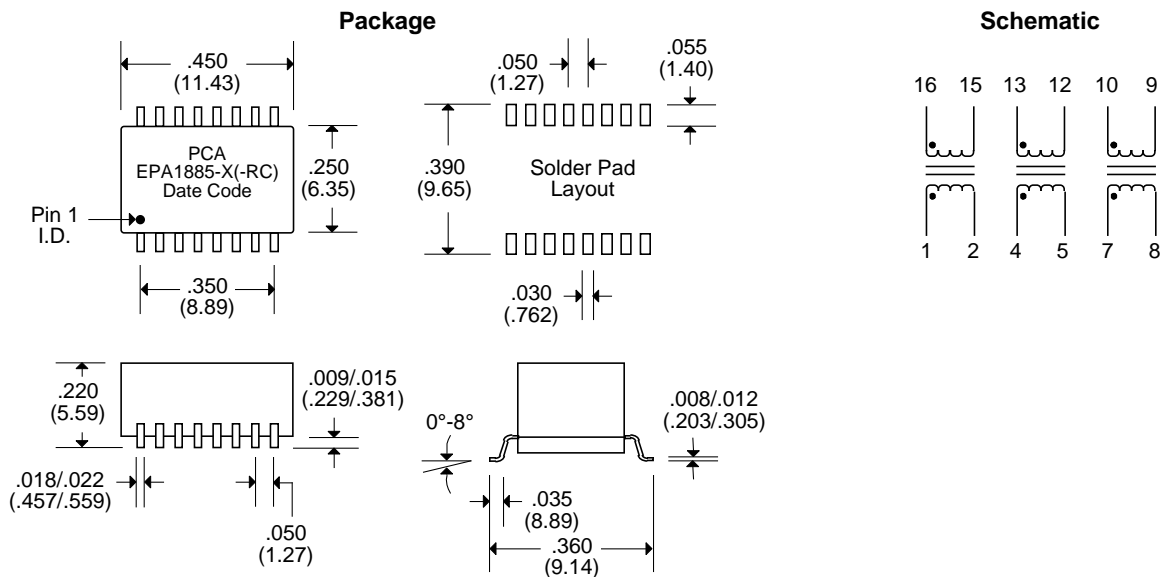 Package
Schematic
.450
(11.43)
.050
(1.27)
.055
(1.40)
16 15 13 12 10 9
PCA
EPA1885-X(-RC)
Date Code
.250
(6.35)
.390
(9.65)
Solder Pad
Layout
Pin 1
I.D.
1 2 4 5 7 8
.350
(8.89)
.030
(.762)
.220
(5.59)
.009/.015
(.229/.381)
0°-8°
.008/.012
(.203/.305)
.018/.022
(.457/.559)
.050
(1.27)
.035
(8.89)
.360
(9.14)